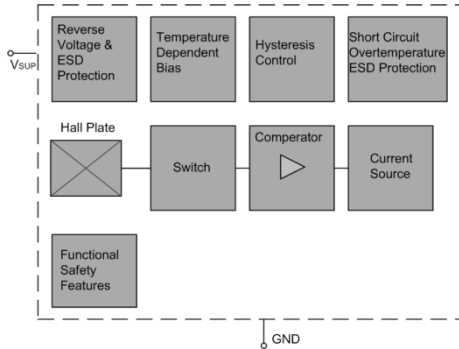 Reverse
Voltage &
ESD
Protection
Temperature
Dependent
Bias
Hysteresis
Control
Short Circuit
Overtemperature
ESD Protection
VSUP
Hall Plate
Switch
Comperator
Current
Source
Functional
Safety
Features
GND